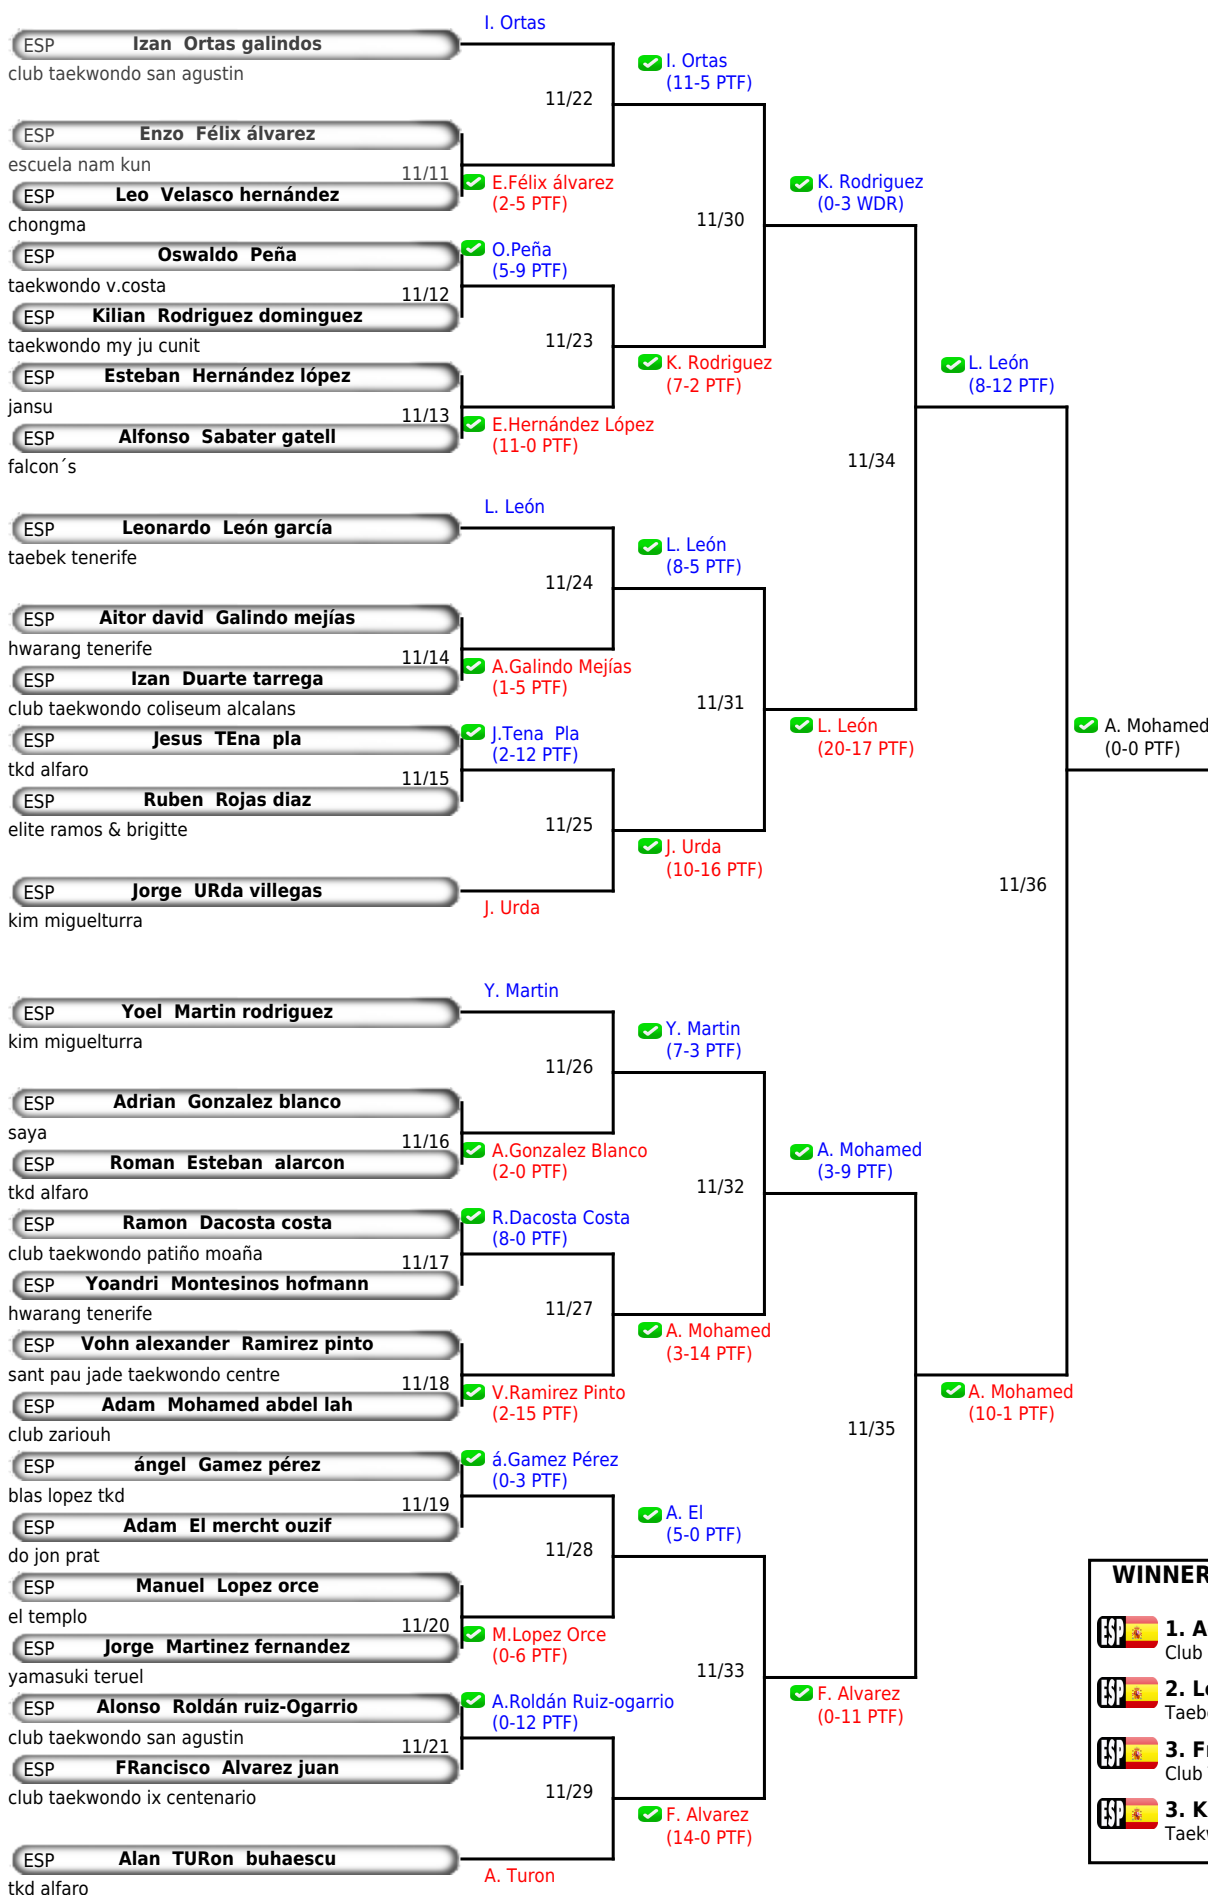 I. Ortas
ESP Izan Ortas galindos
club taekwondo san agustin
I. Ortas
(11-5 PTF)
11/22
ESP Enzo Félix álvarez
escuela nam kun
11/11
E.Félix álvarez
(2-5 PTF)
ESP Leo Velasco hernández
chongma
K. Rodriguez
(0-3 WDR)
11/30
ESP Oswaldo Peña
taekwondo v.costa
O.Peña
(5-9 PTF)
11/12
ESP Kilian Rodriguez dominguez
taekwondo my ju cunit
11/23
K. Rodriguez
(7-2 PTF)
ESP Esteban Hernández lópez
jansu
11/13
E.Hernández López
(11-0 PTF)
ESP Alfonso Sabater gatell
falcon´s
L. León
(8-12 PTF)
11/34
L. León
ESP Leonardo León garcía
taebek tenerife
L. León
(8-5 PTF)
11/24
ESP Aitor david Galindo mejías
hwarang tenerife
11/14
A.Galindo Mejías
(1-5 PTF)
ESP Izan Duarte tarrega
club taekwondo coliseum alcalans
11/31
L. León
(20-17 PTF)
ESP Jesus TEna pla
tkd alfaro
J.Tena Pla
(2-12 PTF)
11/15
ESP Ruben Rojas diaz
elite ramos & brigitte
11/25
J. Urda
(10-16 PTF)
A. Mohamed
(0-0 PTF)
ESP Jorge URda villegas
kim miguelturra
J. Urda
11/36
Y. Martin
ESP Yoel Martin rodriguez
kim miguelturra
Y. Martin
(7-3 PTF)
11/26
ESP Adrian Gonzalez blanco
saya
11/16
A.Gonzalez Blanco
(2-0 PTF)
ESP Roman Esteban alarcon
tkd alfaro
A. Mohamed
(3-9 PTF)
11/32
ESP Ramon Dacosta costa
club taekwondo patiño moaña
R.Dacosta Costa
(8-0 PTF)
11/17
ESP Yoandri Montesinos hofmann
hwarang tenerife
11/27
A. Mohamed
(3-14 PTF)
ESP Vohn alexander Ramirez pinto
sant pau jade taekwondo centre
11/18
V.Ramirez Pinto
(2-15 PTF)
ESP Adam Mohamed abdel lah
club zariouh
A. Mohamed
(10-1 PTF)
11/35
ESP ángel Gamez pérez
blas lopez tkd
á.Gamez Pérez
(0-3 PTF)
11/19
ESP Adam El mercht ouzif
do jon prat
A. El
(5-0 PTF)
11/28
ESP Manuel Lopez orce
el templo
11/20
M.Lopez Orce
(0-6 PTF)
ESP Jorge Martinez fernandez
yamasuki teruel
11/33
F. Alvarez
(0-11 PTF)
ESP Alonso Roldán ruiz-Ogarrio
club taekwondo san agustin
A.Roldán Ruiz-ogarrio
(0-12 PTF)
11/21
ESP FRancisco Alvarez juan
club taekwondo ix centenario
11/29
F. Alvarez
(14-0 PTF)
ESP Alan TURon buhaescu
tkd alfaro
A. Turon
WINNER
ESP 1. A
Club
ESP 2. Le
Taebe
ESP 3. F
Club
ESP 3. K
Taekw